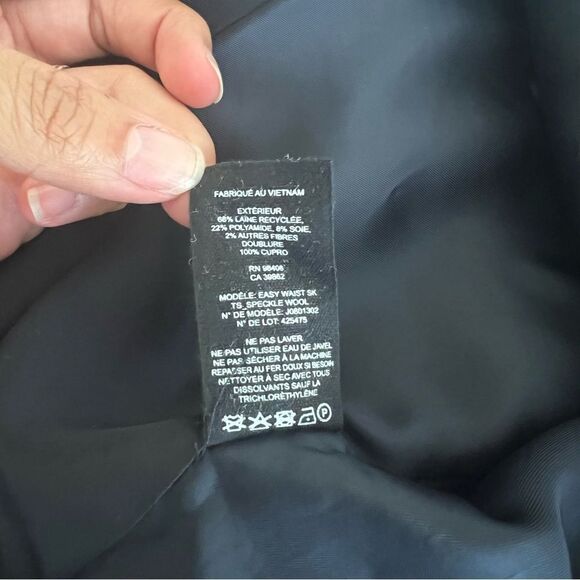 FABRIQUÉ AU VIETNAM
EXTÉRIEUR
68% LAINE RECYCLÉE,
22% POLYAMIDE, 8% SOIE,
2% AUTRES FIBRES
DOUBLURE
100% CUPRO
RN 98406
CA 39862
MODÈLE: EASY WAIST SK
TS_SPECKLE WOOL
N° DE MODÈLE: J0801302
N° DE LOT: 425475
NE PAS LAVER
NE PAS UTILISER EAU DE JAVEL
NE PAS SÉCHER À LA MACHINE
REPASSER AU FER DOUX SI BESOIN
NETTOYER À SEC AVEC TOUS
DISSOLVANTS SAUF LA
TRICHLORÉTHYLÈNE
P